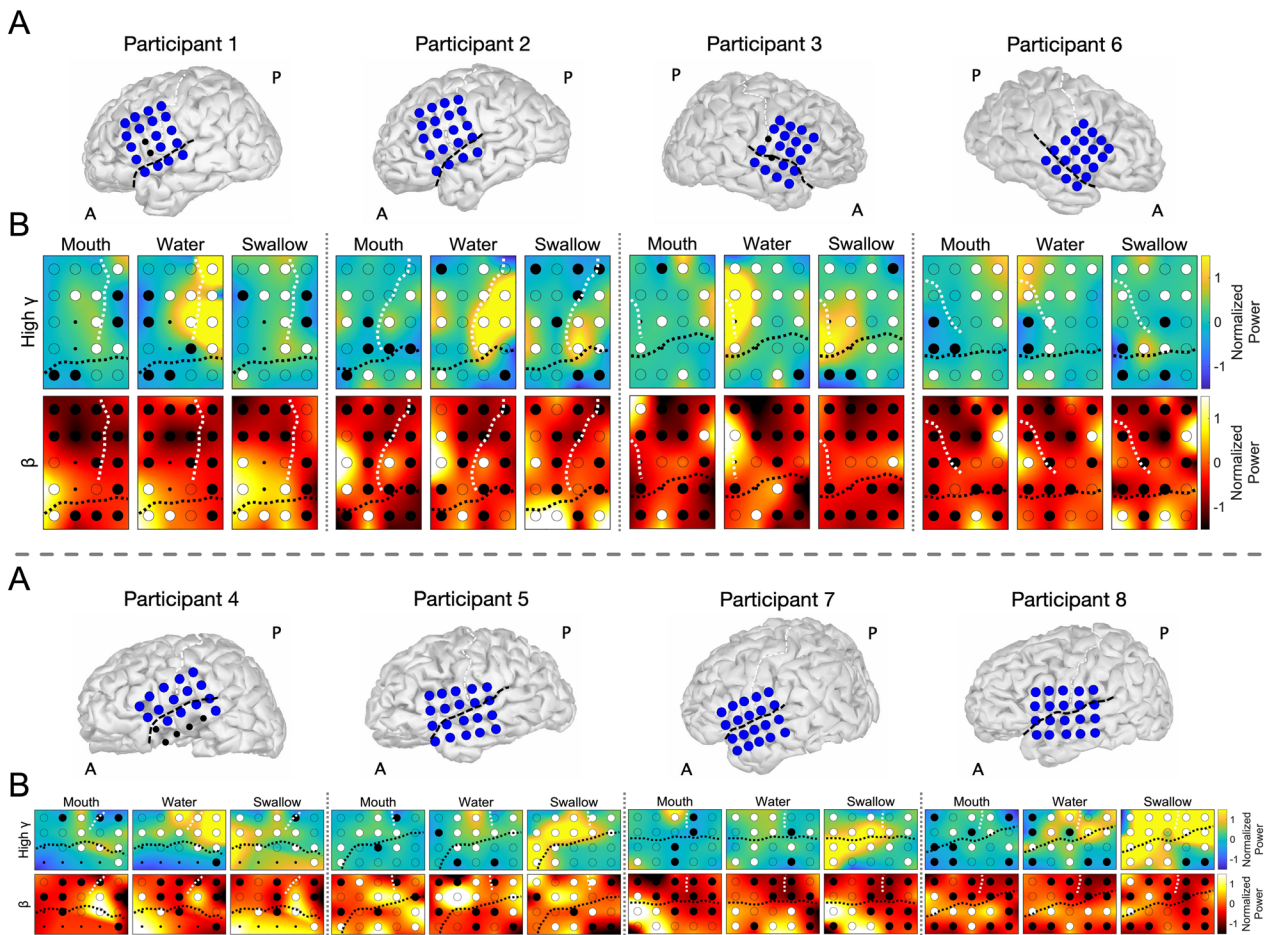 A
Participant 1 Participant 2 Participant 3 Participant 6
P P P P
A A A A
B
Mouth Water Swallow Mouth Water Swallow Mouth Water Swallow Mouth Water Swallow
High γ
1
0
-1
Normalized
Power
β
1
0
-1
Normalized
Power
A
Participant 4 Participant 5 Participant 7 Participant 8
P P P P
A A A A
B
Mouth Water Swallow Mouth Water Swallow Mouth Water Swallow Mouth Water Swallow
High γ
1
0
-1
Normalized
Power
β
1
0
-1
Normalized
Power